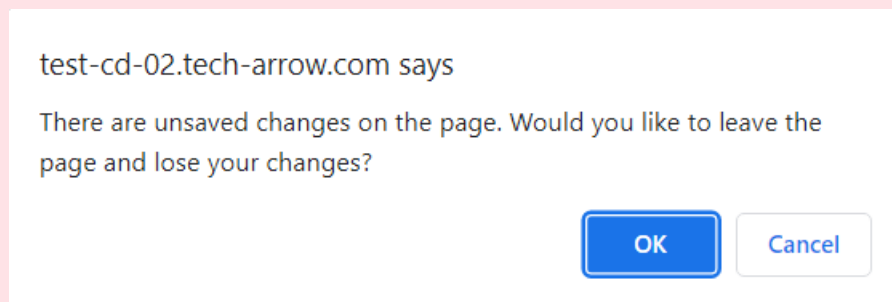 test-cd-02.tech-arrow.com says
There are unsaved changes on the page. Would you like to leave the
page and lose your changes?
OK
Cancel